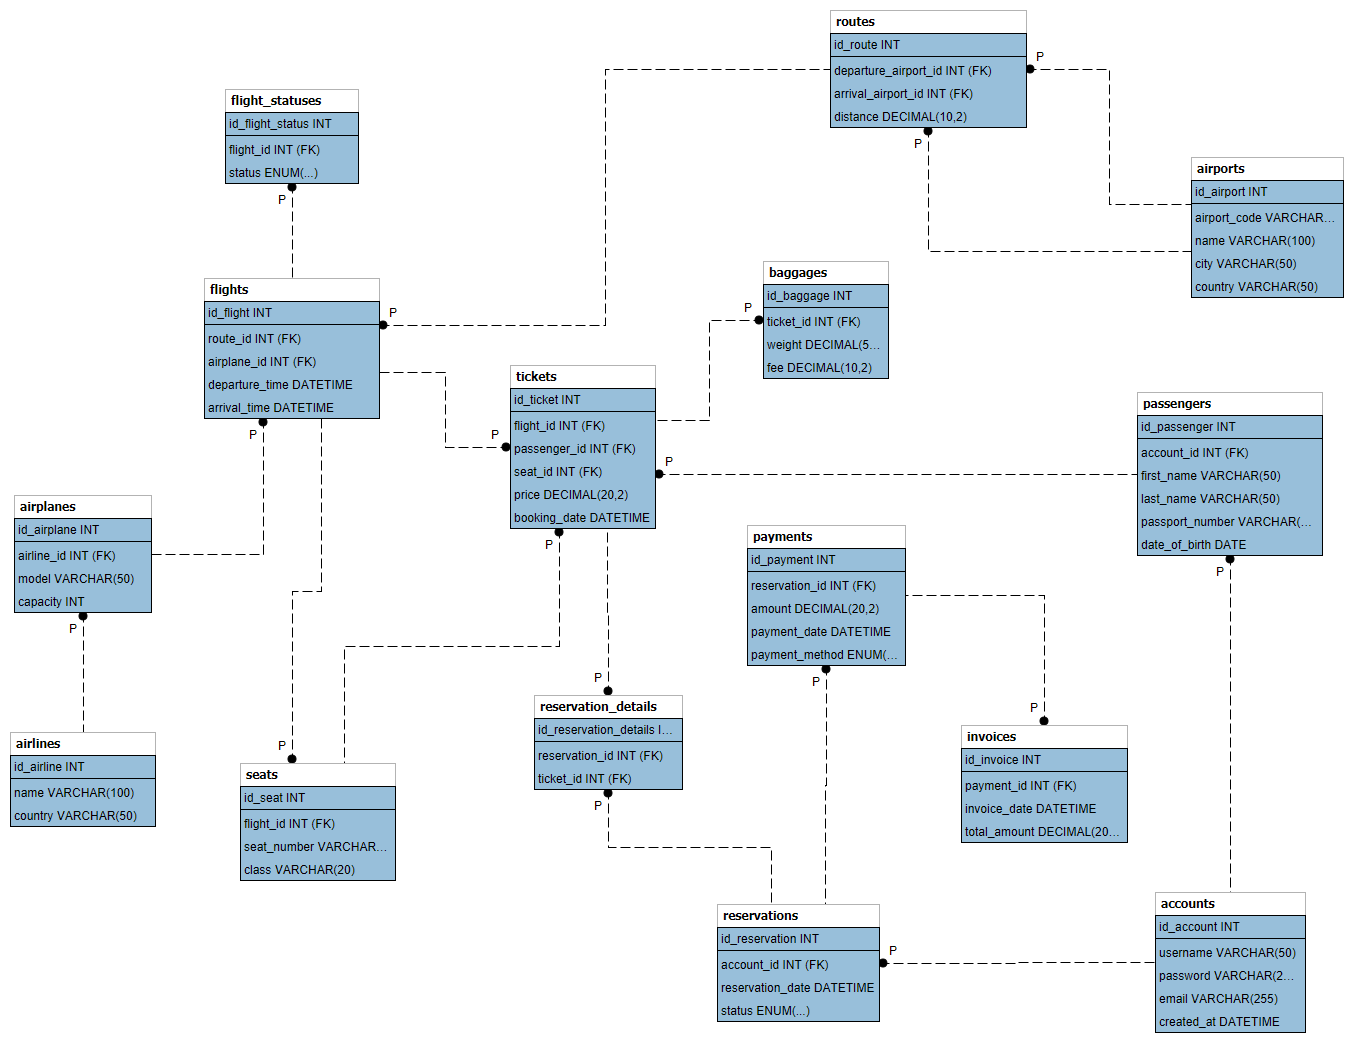 routes
id_route INT
departure_airport_id INT (FK)
arrival_airport_id INT (FK)
distance DECIMAL(10,2)
P
P
flight_statuses
id_flight_status INT
flight_id INT (FK)
status ENUM(...)
P
airports
id_airport INT
airport_code VARCHAR...
name VARCHAR(100)
city VARCHAR(50)
country VARCHAR(50)
flights
id_flight INT
route_id INT (FK)
airplane_id INT (FK)
departure_time DATETIME
arrival_time DATETIME
P
P
baggages
id_baggage INT
ticket_id INT (FK)
weight DECIMAL(5...
fee DECIMAL(10,2)
P
tickets
id_ticket INT
flight_id INT (FK)
passenger_id INT (FK)
seat_id INT (FK)
price DECIMAL(20,2)
booking_date DATETIME
P
P
P
passengers
id_passenger INT
account_id INT (FK)
first_name VARCHAR(50)
last_name VARCHAR(50)
passport_number VARCHAR(...
date_of_birth DATE
P
airplanes
id_airplane INT
airline_id INT (FK)
model VARCHAR(50)
capacity INT
P
payments
id_payment INT
reservation_id INT (FK)
amount DECIMAL(20,2)
payment_date DATETIME
payment_method ENUM(...
P
reservation_details
id_reservation_details I...
reservation_id INT (FK)
ticket_id INT (FK)
P
P
invoices
id_invoice INT
payment_id INT (FK)
invoice_date DATETIME
total_amount DECIMAL(20...
P
airlines
id_airline INT
name VARCHAR(100)
country VARCHAR(50)
seats
id_seat INT
flight_id INT (FK)
seat_number VARCHAR...
class VARCHAR(20)
P
reservations
id_reservation INT
account_id INT (FK)
reservation_date DATETIME
status ENUM(...)
P
accounts
id_account INT
username VARCHAR(50)
password VARCHAR(2...
email VARCHAR(255)
created_at DATETIME